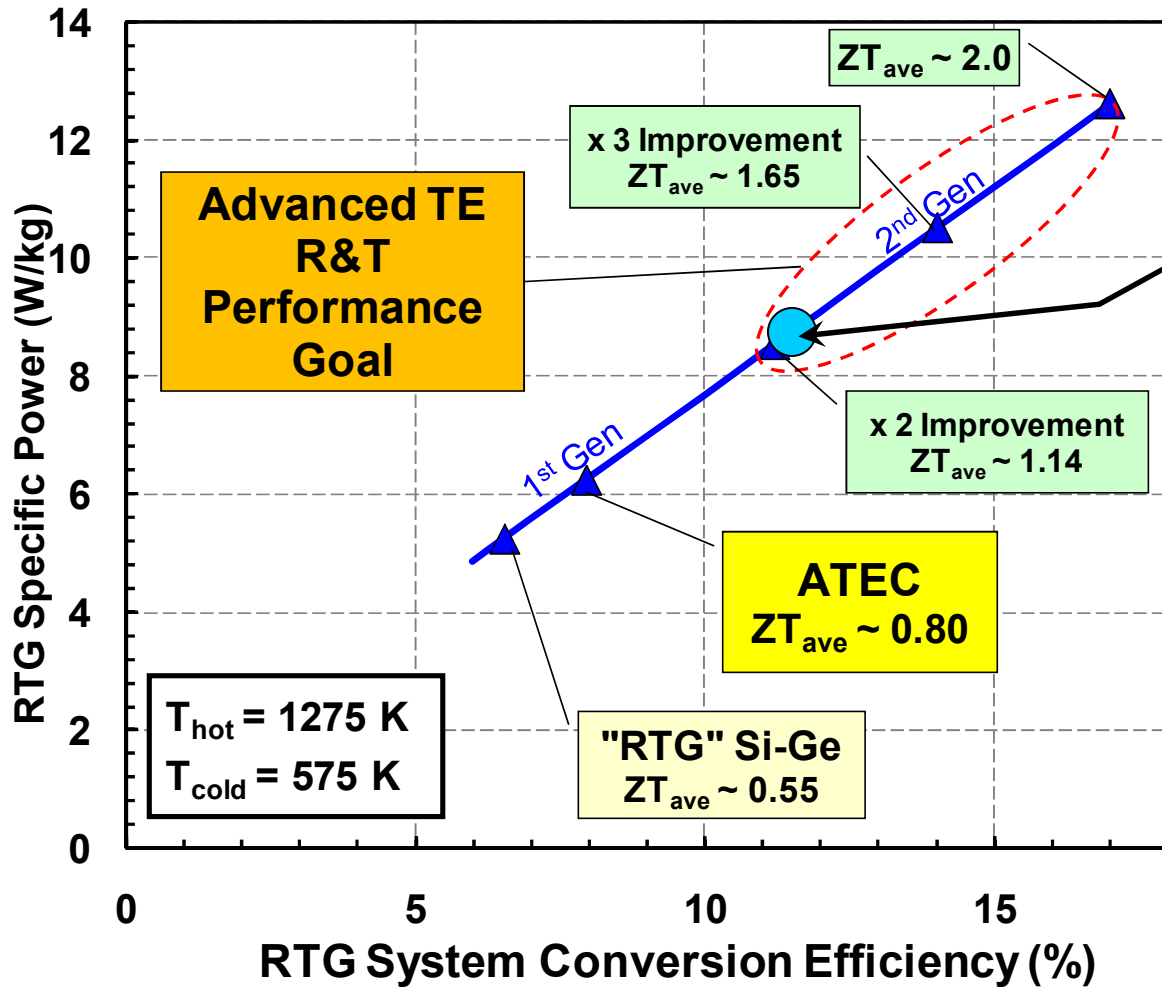 14
12
10
8
6
4
2
0
RTG Specific Power (W/kg)
ZTave ~ 2.0
x 3 Improvement
ZTave ~ 1.65
Advanced TE
R&T
Performance
Goal
2nd Gen
1st Gen
x 2 Improvement
ZTave ~ 1.14
ATEC
ZTave ~ 0.80
Thot = 1275 K
Tcold = 575 K
"RTG" Si-Ge
ZTave ~ 0.55
0
5
10
15
RTG System Conversion Efficiency (%)